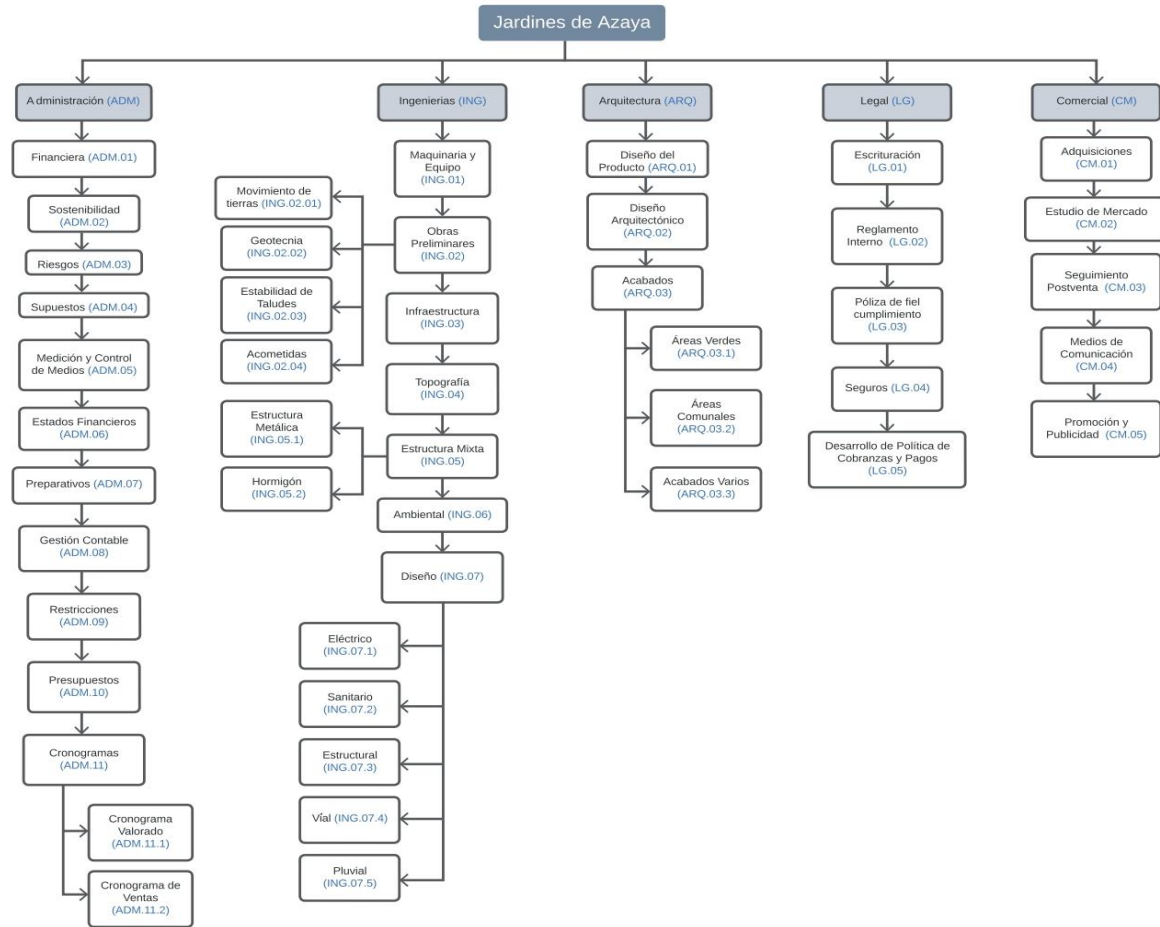 Jardines de Azaya
Administración (ADM)
Financiera (ADM.01)
Sostenibilidad
(ADM.02)
Riesgos (ADM.03)
Supuestos (ADM.04)
Medición y Control
de Medios (ADM.05)
Estados Financieros
(ADM.06)
Preparativos (ADM.07)
Gestión Contable
(ADM.08)
Restricciones
(ADM.09)
Presupuestos
(ADM.10)
Cronogramas
(ADM.11)
Cronograma
Valorado
(ADM.11.1)
Cronograma de
Ventas
(ADM.11.2)
Ingenierias (ING)
Maquinaria y
Equipo
(ING.01)
Obras
Preliminares
(ING.02)
Movimiento de
tierras (ING.02.01)
Geotecnia
(ING.02.02)
Estabilidad de
Taludes
(ING.02.03)
Acometidas
(ING.02.04)
Infraestructura
(ING.03)
Topografía
(ING.04)
Estructura Mixta
(ING.05)
Estructura
Metálica
(ING.05.1)
Hormigón
(ING.05.2)
Ambiental (ING.06)
Diseño (ING.07)
Eléctrico
(ING.07.1)
Sanitario
(ING.07.2)
Estructural
(ING.07.3)
Víal (ING.07.4)
Pluvial
(ING.07.5)
Arquitectura (ARQ)
Diseño del
Producto (ARQ.01)
Diseño
Arquitectónico
(ARQ.02)
Acabados
(ARQ.03)
Áreas Verdes
(ARQ.03.1)
Áreas
Comunales
(ARQ.03.2)
Acabados Varios
(ARQ.03.3)
Legal (LG)
Escrituración
(LG.01)
Reglamento
Interno (LG.02)
Póliza de fiel
cumplimiento
(LG.03)
Seguros (LG.04)
Desarrollo de Política de
Cobranzas y Pagos
(LG.05)
Comercial (CM)
Adquisiciones
(CM.01)
Estudio de Mercado
(CM.02)
Seguimiento
Postventa (CM.03)
Medios de
Comunicación
(CM.04)
Promoción y
Publicidad (CM.05)